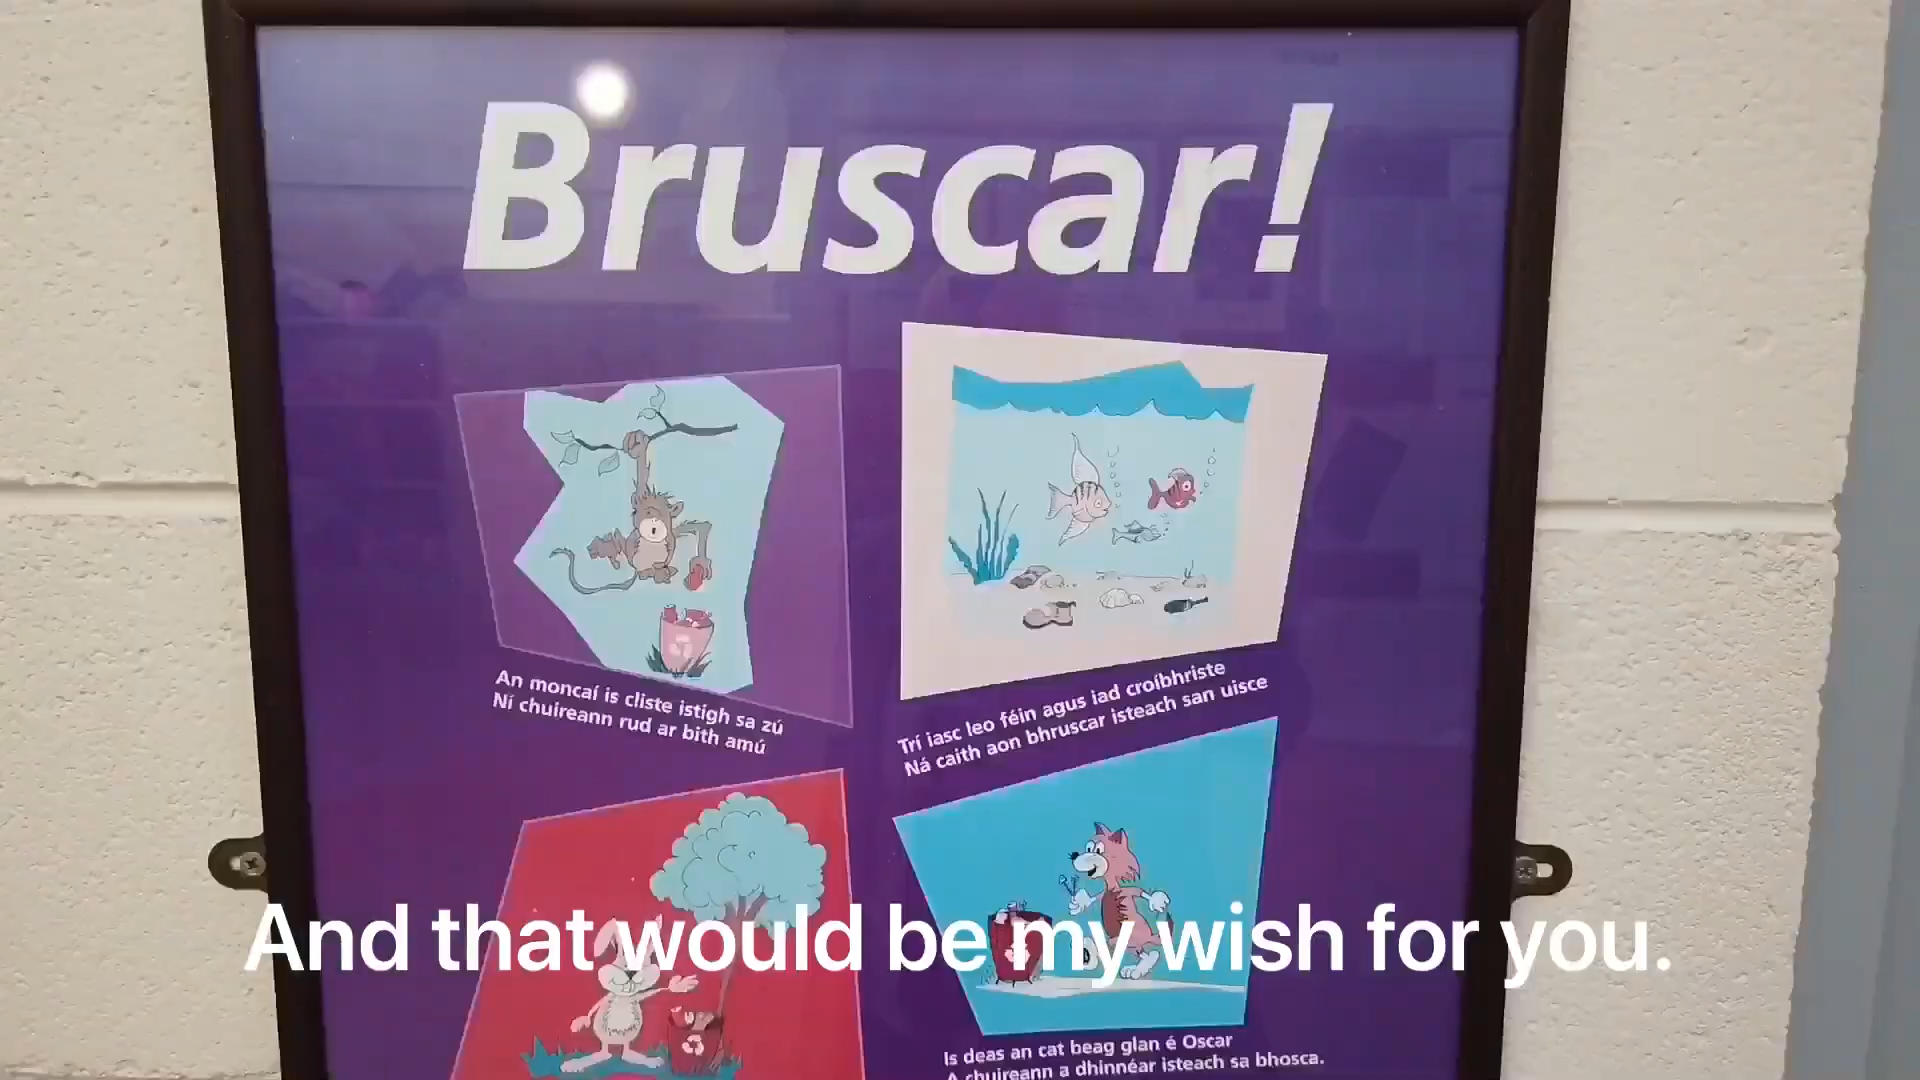 Bruscar!
An moncaí is cliste istigh sa zú
Ní chuireann rud ar bith amú
Trí iasc leo féin agus iad croíbhriste
Ná caith aon bhruscar isteach san uisce
And that would be my wish for you.
Is deas an cat beag glan é Oscar
A chuireann a dhinnéar isteach sa bhosca.